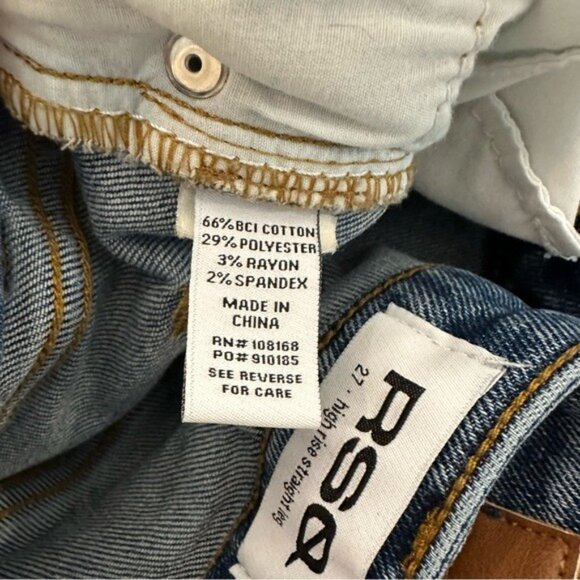 66%BCI COTTON
29%POLYESTER
3% RAYON
2% SPANDEX
MADE IN
CHINA
RN# 108168
PO# 910185
SEE REVERSE
FOR CARE
RSQ
27 · high rise straight leg